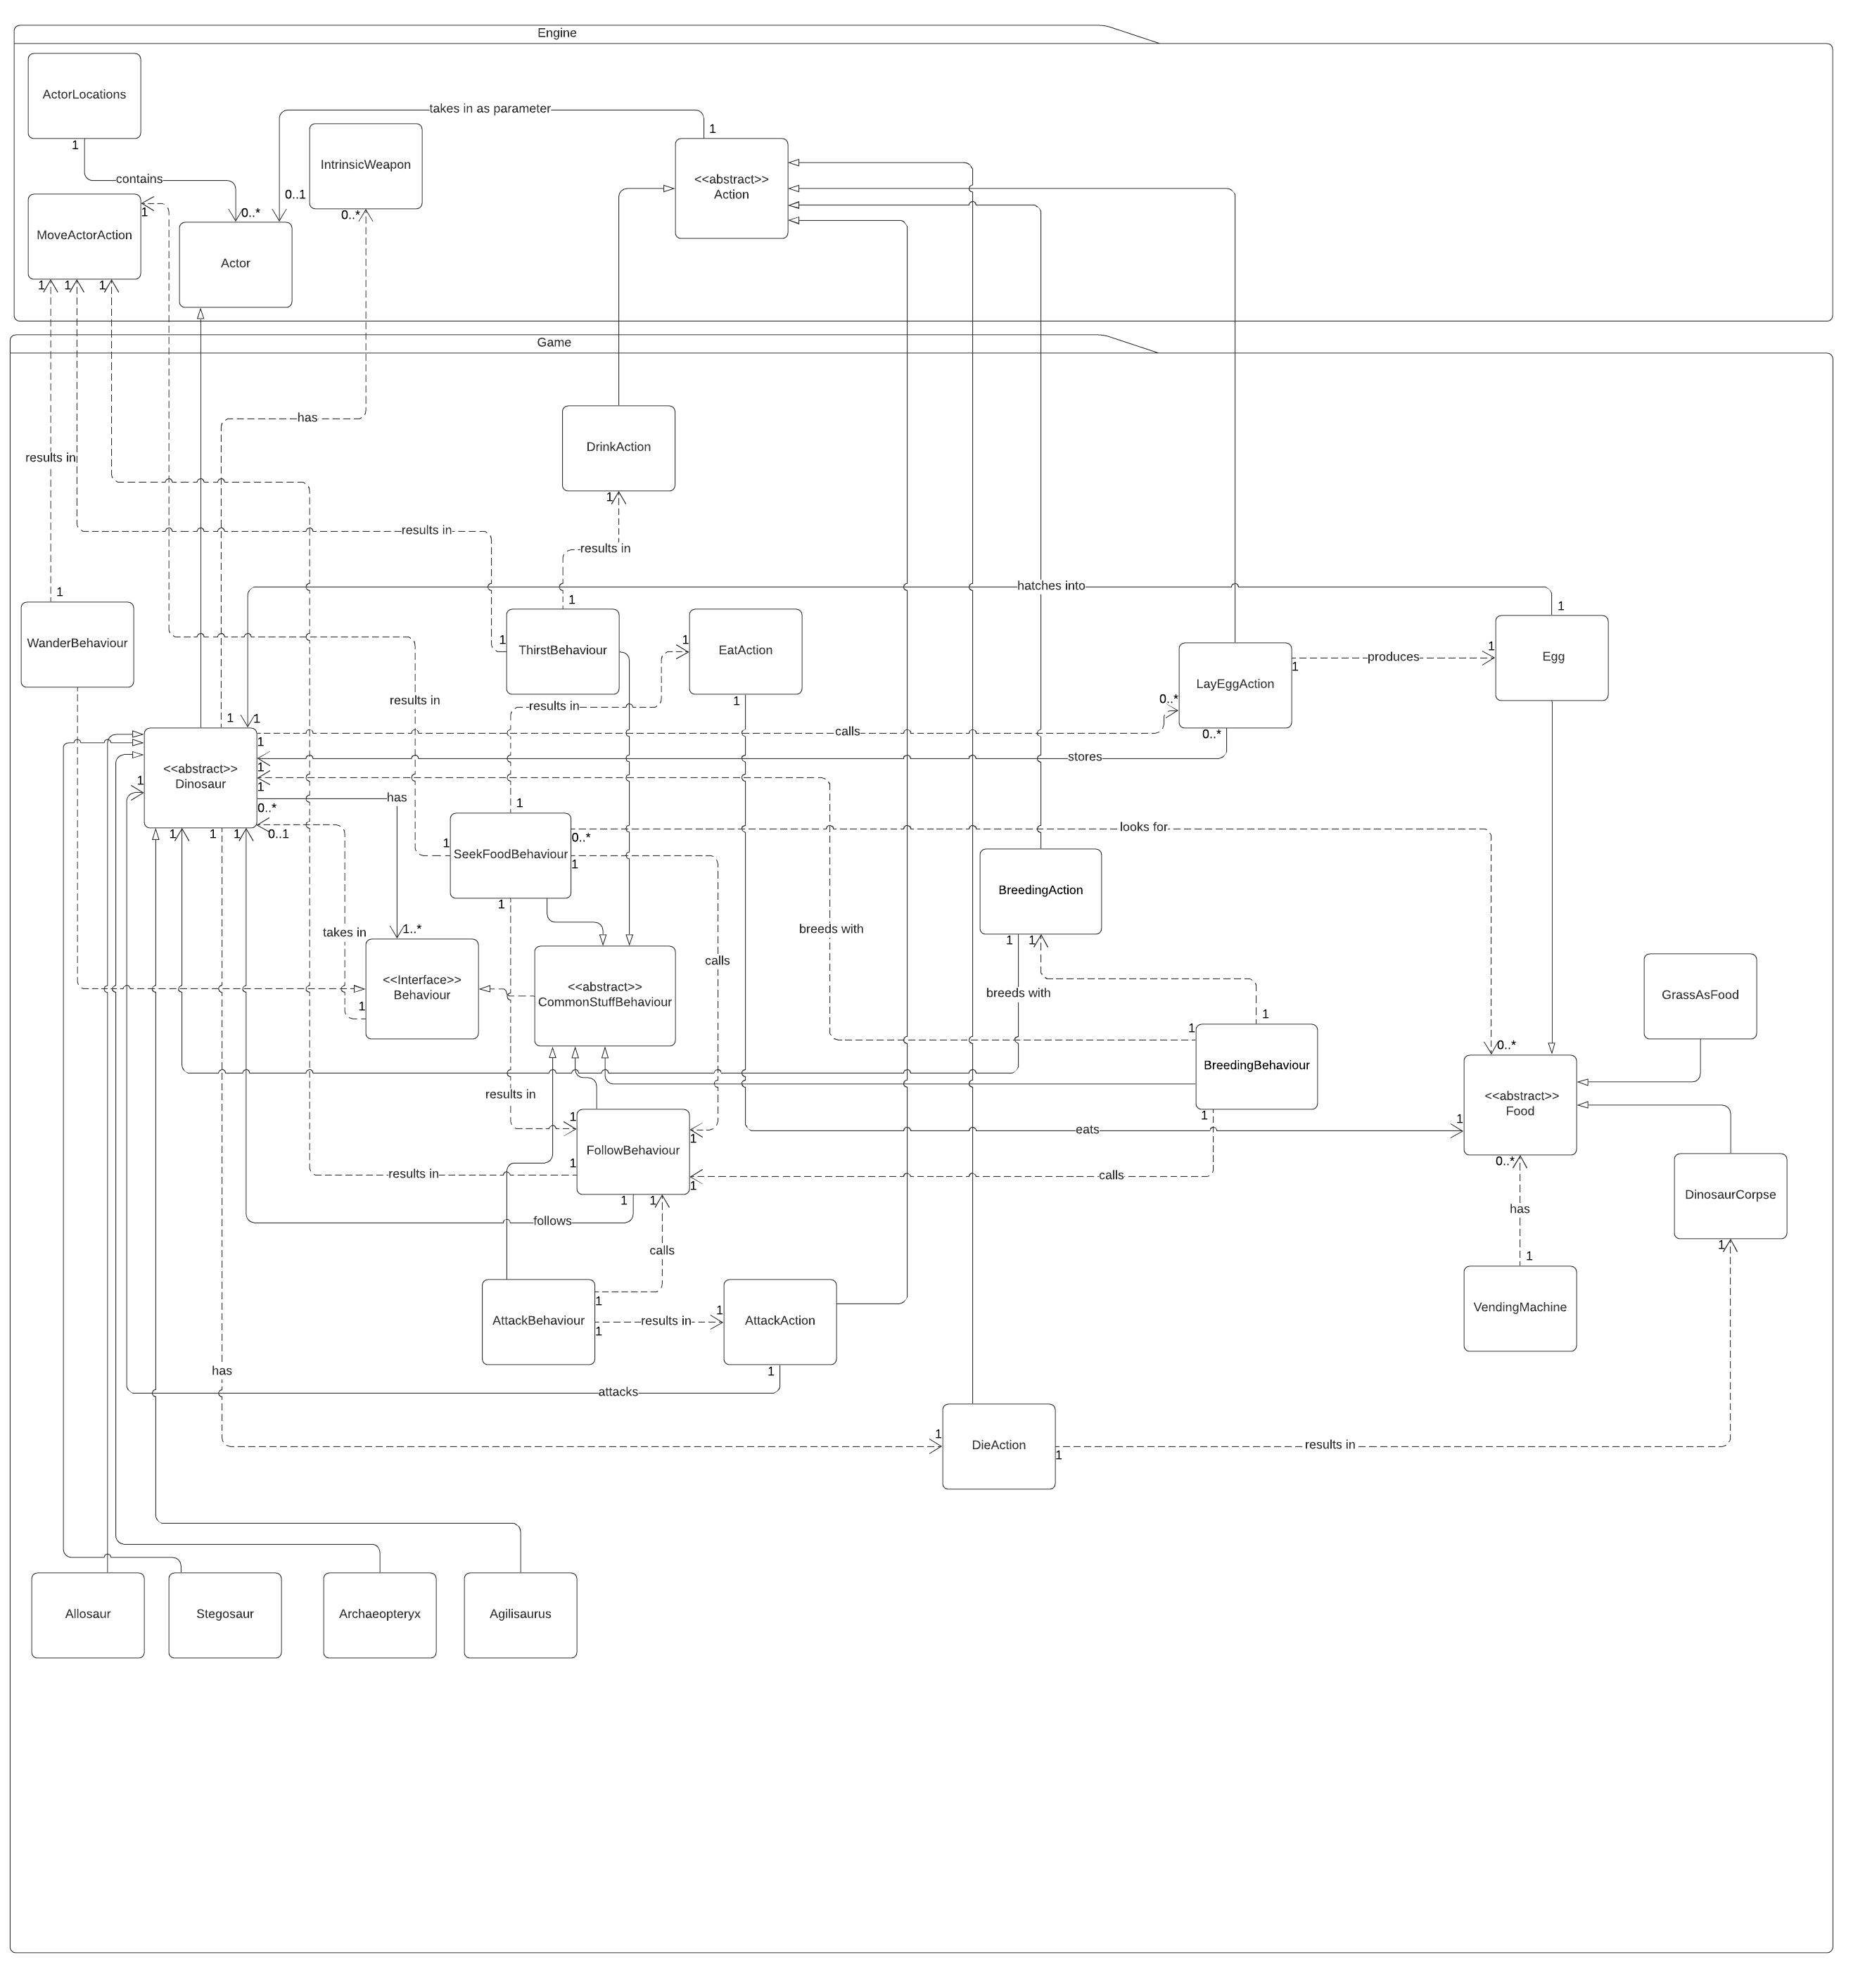 Engine
ActorLocations
takes in as parameter
1
1
IntrinsicWeapon
<<abstract>>
Action
contains
0..1
0..*
0..*
1
MoveActorAction
Actor
1
1
1
Game
has
DrinkAction
results in
1
results in
results in
hatches into
1
1
1
WanderBehaviour
1
ThirstBehaviour
1
EatAction
1
produces
Egg
1
LayEggAction
results in
results in
1
0..*
1
1
1
calls
0..*
stores
<<abstract>>
Dinosaur
1
1
1
has
0..*
1
looks for
1
1
1
0..1
0..*
1
SeekFoodBehaviour
1
BreedingAction
1
1..*
breeds with
takes in
1
1
calls
<<Interface>>
Behaviour
<<abstract>>
CommonStuffBehaviour
breeds with
GrassAsFood
1
1
1
0..*
BreedingBehaviour
results in
<<abstract>>
Food
1
1
1
eats
1
FollowBehaviour
1
results in
calls
0..*
1
DinosaurCorpse
1
1
follows
has
calls
1
1
1
VendingMachine
AttackBehaviour
1
results in
1
AttackAction
has
1
attacks
1
DieAction
results in
1
Allosaur
Stegosaur
Archaeopteryx
Agilisaurus